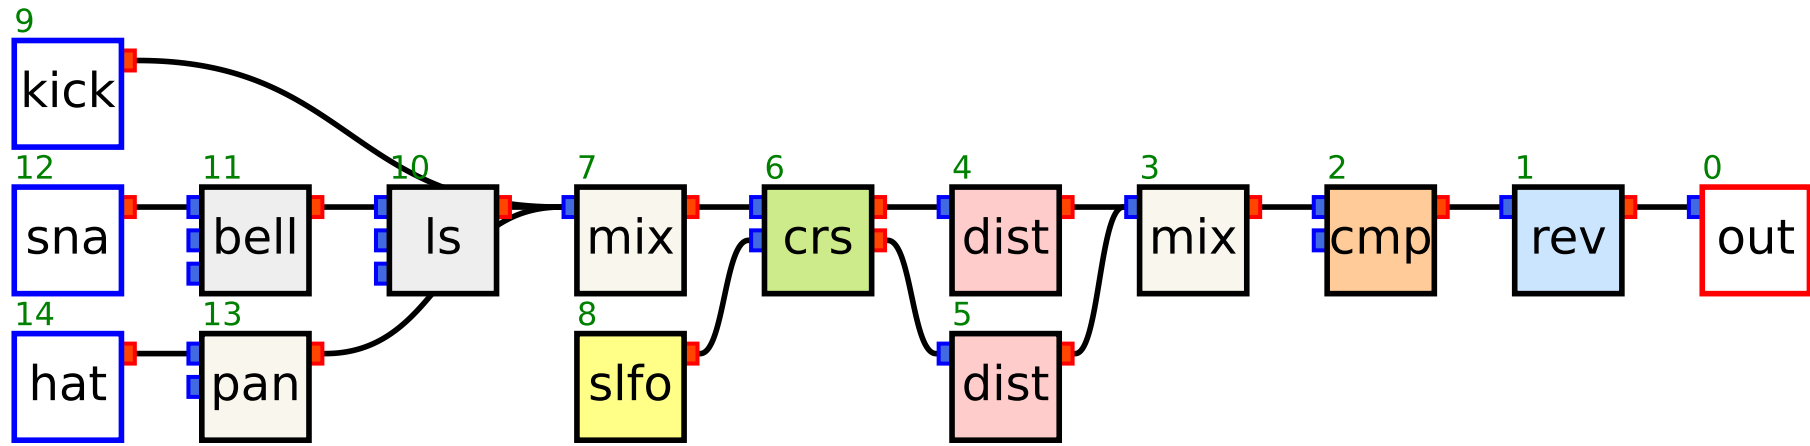 9
kick
12 11 10 7 6 4 3 2 1 0
sna bell ls mix crs dist mix cmp rev out
14 13 8 5
hat pan slfo dist